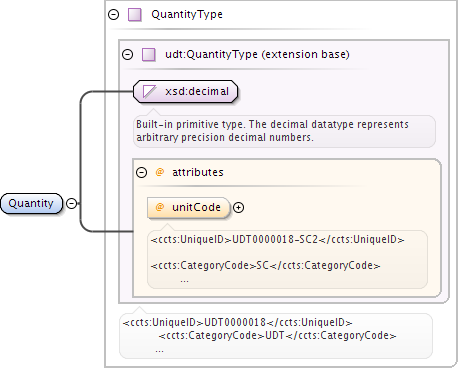 QuantityType
udt:QuantityType (extension base)
xsd:decimal
Built-in primitive type. The decimal datatype represents
arbitrary precision decimal numbers.
@ attributes
Quantity
@ unitCode
<ccts:UniqueID>UDT0000018-SC2</ccts:UniqueID>
<ccts:CategoryCode>SC</ccts:CategoryCode>
...
<ccts:UniqueID>UDT0000018</ccts:UniqueID>
<ccts:CategoryCode>UDT</ccts:CategoryCode>
...